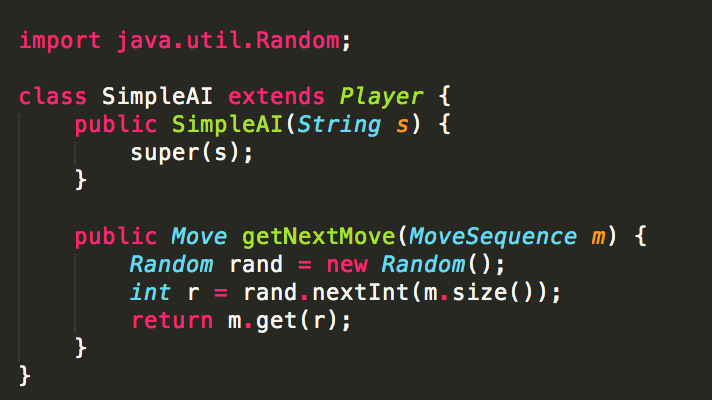 import java.util.Random;
class SimpleAI extends Player {
    public SimpleAI(String s) {
        super(s);
    }
    public Move getNextMove(MoveSequence m) {
        Random rand = new Random();
        int r = rand.nextInt(m.size());
        return m.get(r);
    }
}